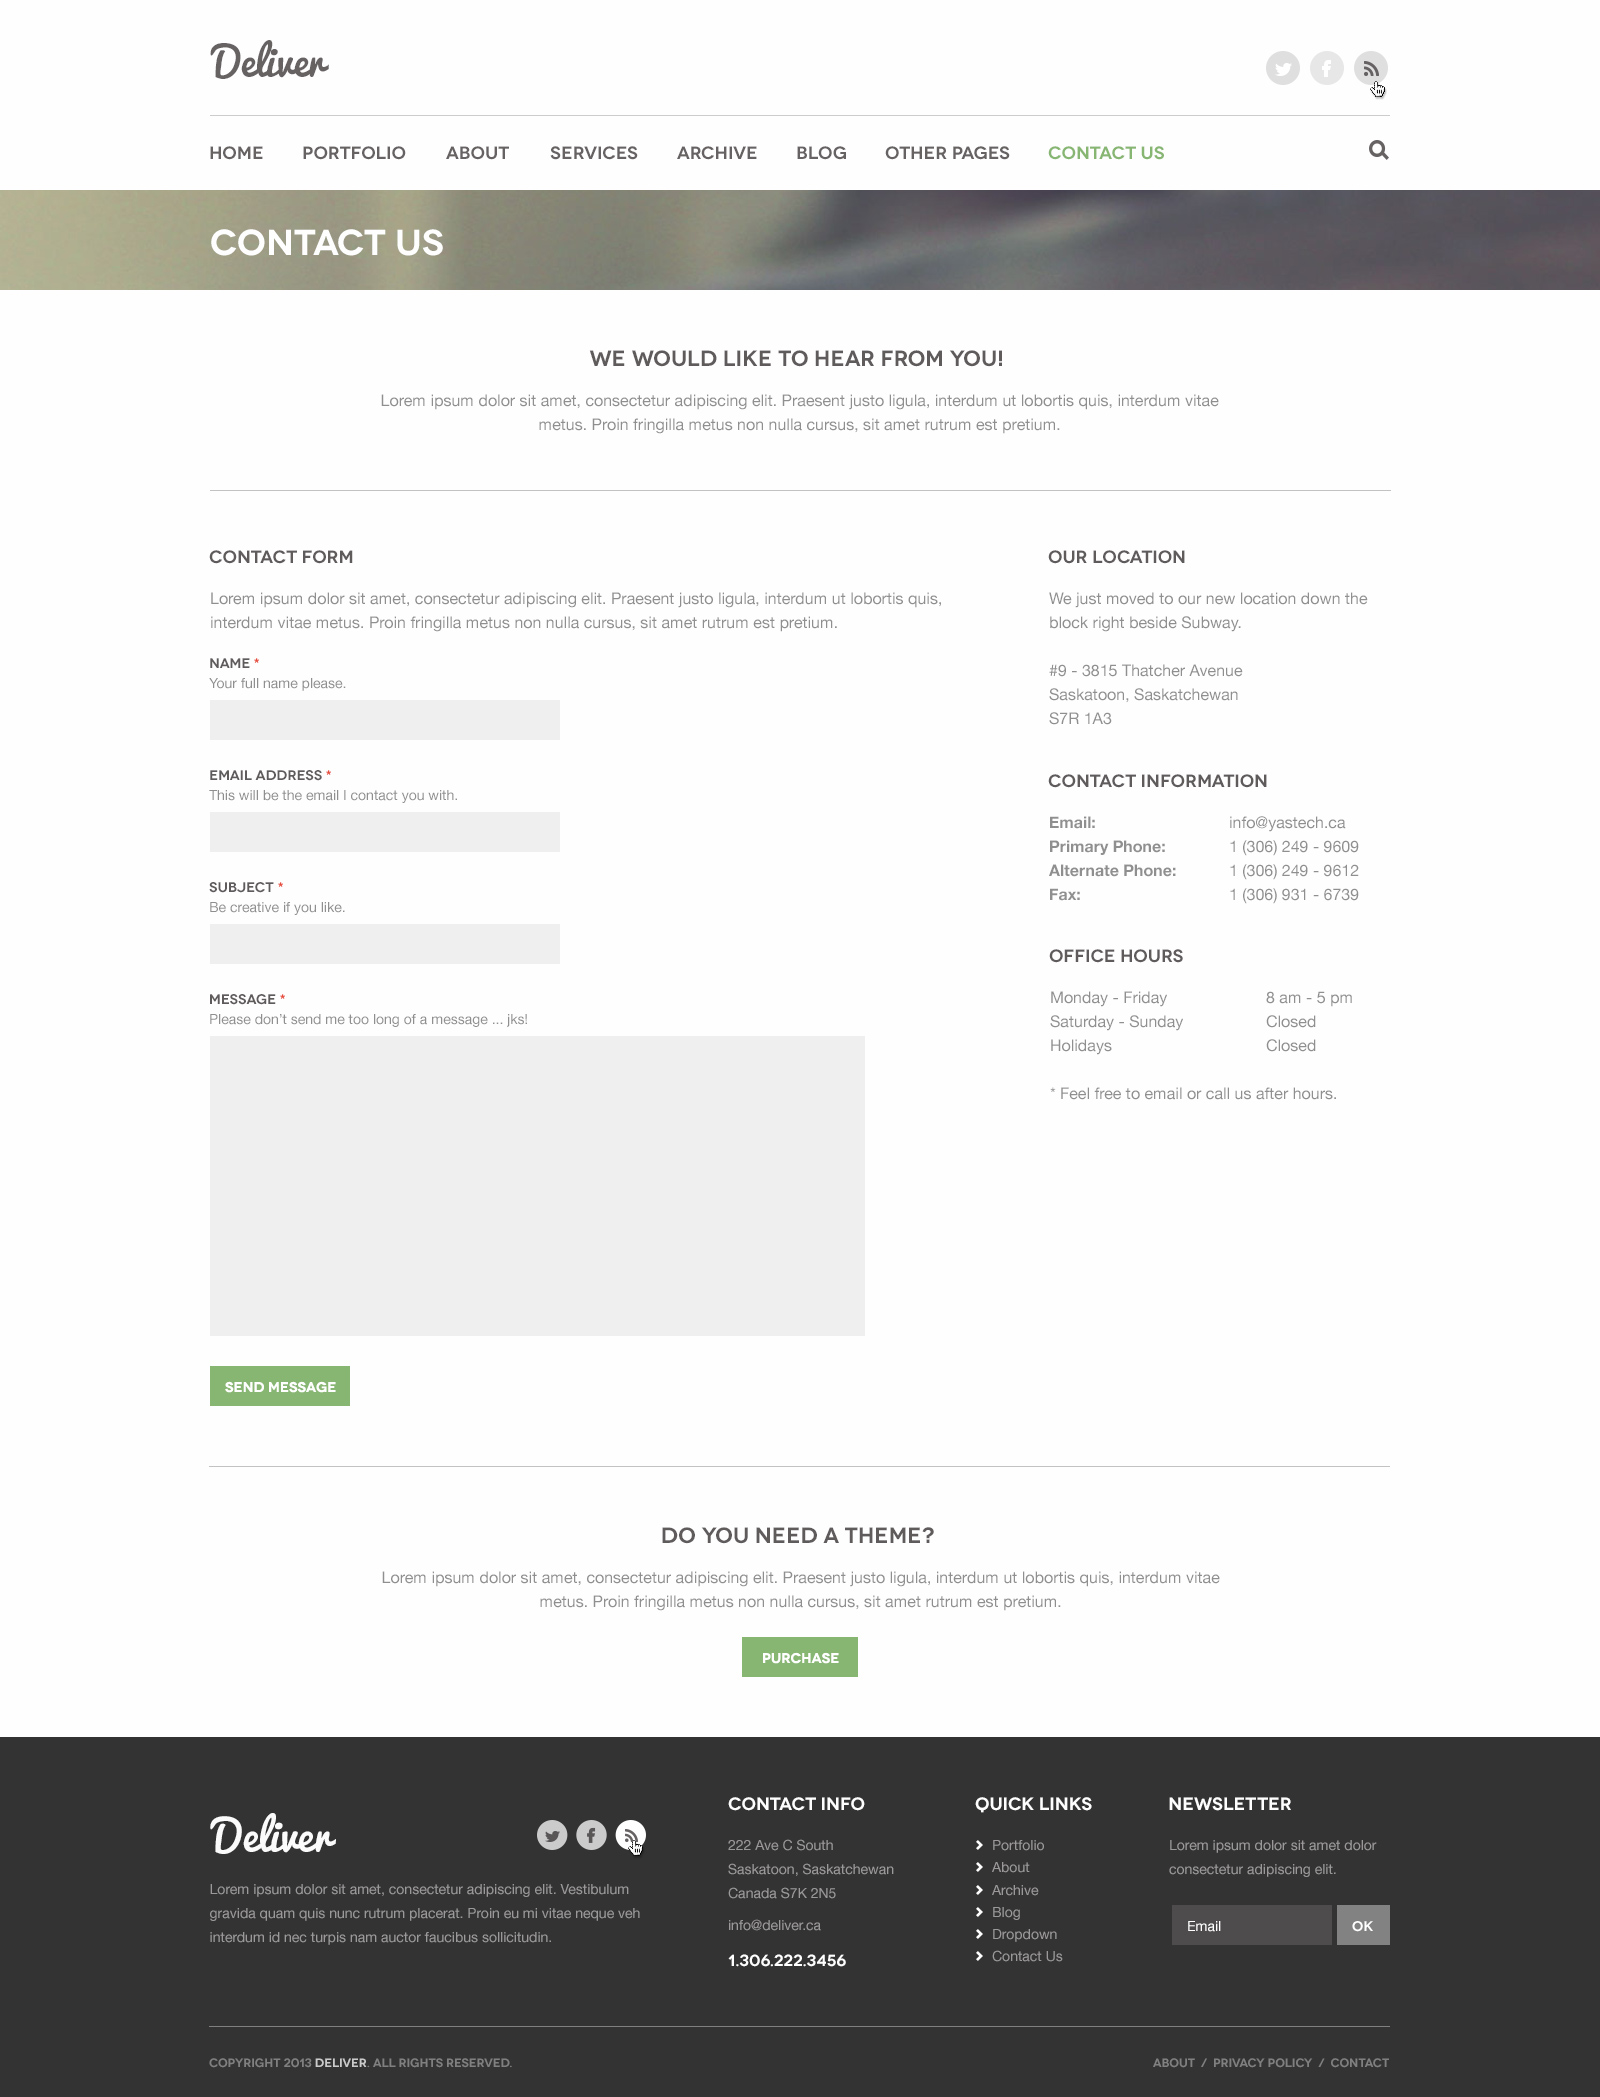 Deliver
HOME PORTFOLIO ABOUT SERVICES ARCHIVE BLOG OTHER PAGES CONTACT US
CONTACT US
WE WOULD LIKE TO HEAR FROM YOU!
Lorem ipsum dolor sit amet, consectetur adipiscing elit. Praesent justo ligula, interdum ut lobortis quis, interdum vitae
metus. Proin fringilla metus non nulla cursus, sit amet rutrum est pretium.
CONTACT FORM
Lorem ipsum dolor sit amet, consectetur adipiscing elit. Praesent justo ligula, interdum ut lobortis quis,
interdum vitae metus. Proin fringilla metus non nulla cursus, sit amet rutrum est pretium.
NAME *
Your full name please.
EMAIL ADDRESS *
This will be the email I contact you with.
SUBJECT *
Be creative if you like.
MESSAGE *
Please don't send me too long of a message ... jks!
SEND MESSAGE
OUR LOCATION
We just moved to our new location down the
block right beside Subway.
#9 - 3815 Thatcher Avenue
Saskatoon, Saskatchewan
S7R 1A3
CONTACT INFORMATION
Email: info@yastech.ca
Primary Phone: 1 (306) 249 - 9609
Alternate Phone: 1 (306) 249 - 9612
Fax: 1 (306) 931 - 6739
OFFICE HOURS
Monday - Friday 8 am - 5 pm
Saturday - Sunday Closed
Holidays Closed
* Feel free to email or call us after hours.
DO YOU NEED A THEME?
Lorem ipsum dolor sit amet, consectetur adipiscing elit. Praesent justo ligula, interdum ut lobortis quis, interdum vitae
metus. Proin fringilla metus non nulla cursus, sit amet rutrum est pretium.
PURCHASE
Deliver
Lorem ipsum dolor sit amet, consectetur adipiscing elit. Vestibulum
gravida quam quis nunc rutrum placerat. Proin eu mi vitae neque veh
interdum id nec turpis nam auctor faucibus sollicitudin.
CONTACT INFO
222 Ave C South
Saskatoon, Saskatchewan
Canada S7K 2N5
info@deliver.ca
1.306.222.3456
QUICK LINKS
Portfolio
About
Archive
Blog
Dropdown
Contact Us
NEWSLETTER
Lorem ipsum dolor sit amet dolor
consectetur adipiscing elit.
Email OK
COPYRIGHT 2013 DELIVER. ALL RIGHTS RESERVED.
ABOUT / PRIVACY POLICY / CONTACT